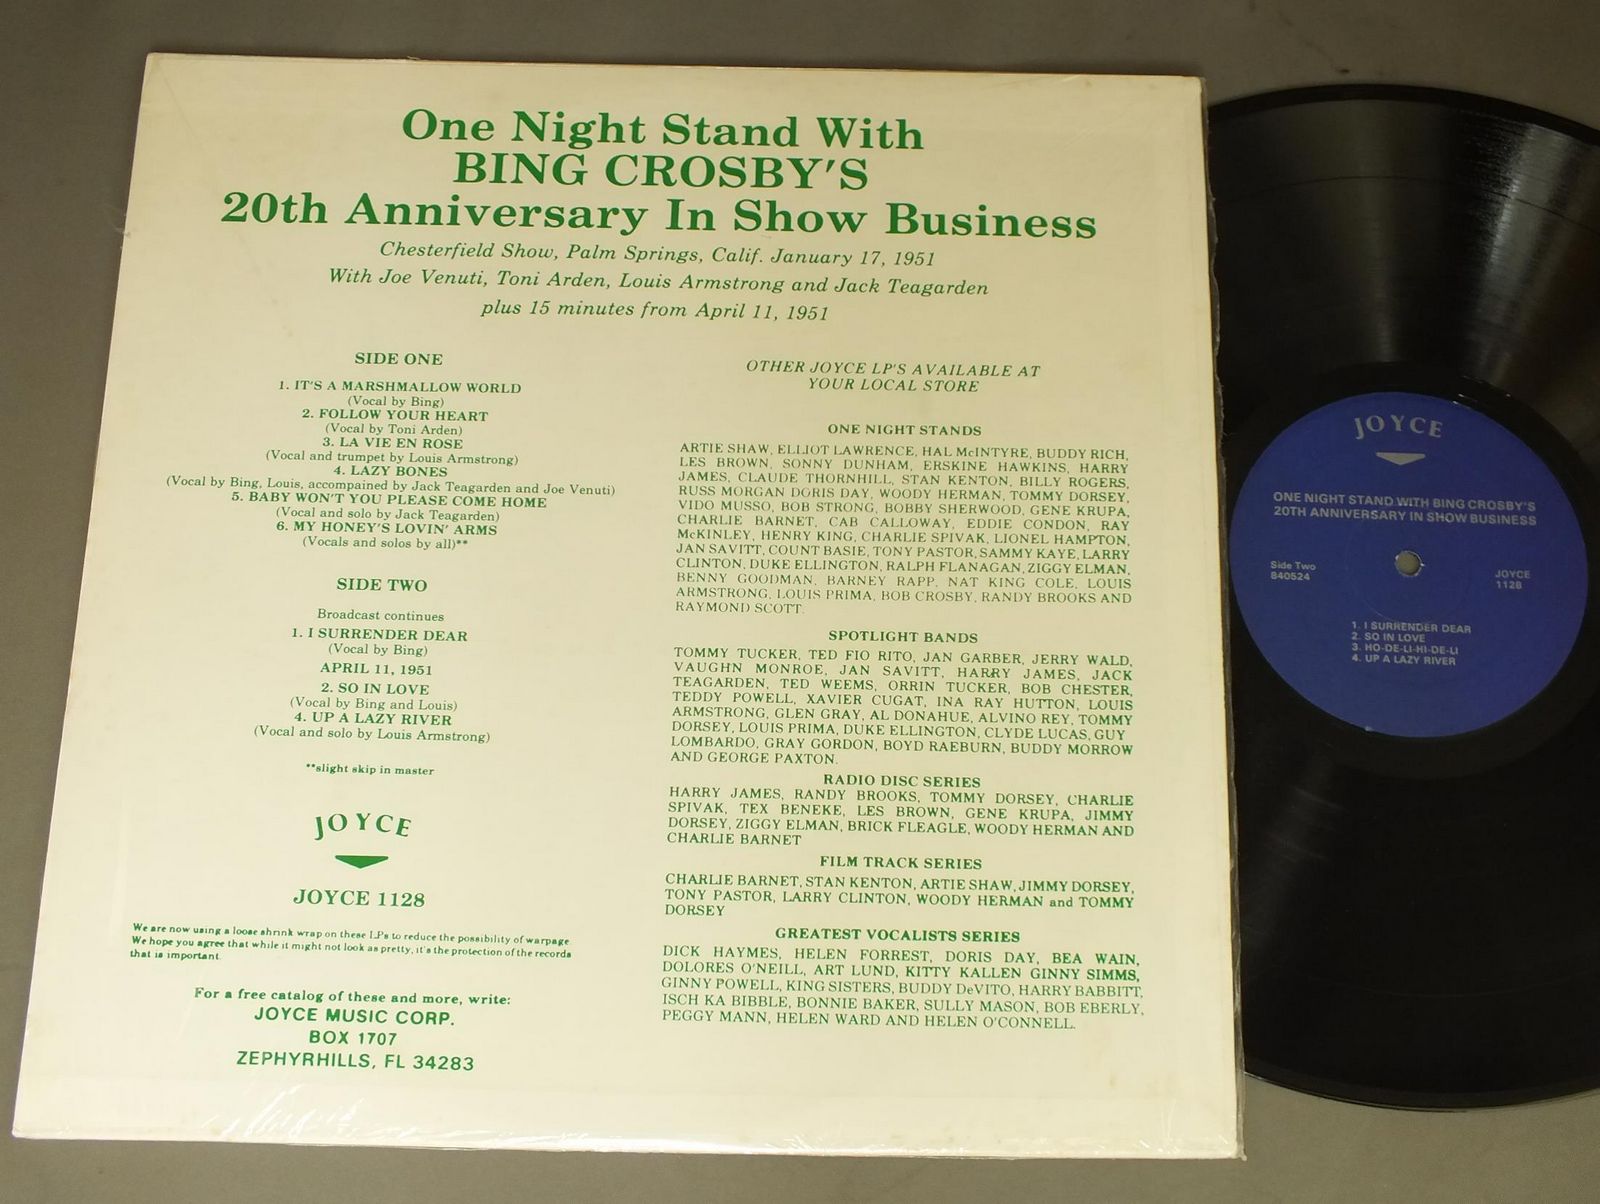 One Night Stand With
BING CROSBY'S
20th Anniversary In Show Business
Chesterfield Show, Palm Springs, Calif. January 17, 1951
With Joe Venuti, Toni Arden, Louis Armstrong and Jack Teagarden
plus 15 minutes from April 11, 1951
SIDE ONE
1. IT'S A MARSHMALLOW WORLD
(Vocal by Bing)
2. FOLLOW YOUR HEART
(Vocal by Toni Arden)
3. LA VIE EN ROSE
(Vocal and trumpet by Louis Armstrong)
4. LAZY BONES
(Vocal by Bing, Louis, accompained by Jack Teagarden and Joe Venuti)
5. BABY WON'T YOU PLEASE COME HOME
(Vocal and solo by Jack Teagarden)
6. MY HONEY'S LOVIN' ARMS
(Vocals and solos by all)**
SIDE TWO
Broadcast continues
1. I SURRENDER DEAR
(Vocal by Bing)
APRIL 11, 1951
2. SO IN LOVE
(Vocal by Bing and Louis)
4. UP A LAZY RIVER
(Vocal and solo by Louis Armstrong)
**slight skip in master
JOYCE
JOYCE 1128
We are now using a loose shrink wrap on these LPs to reduce the possibility of warpage.
We hope you agree that while it might not look as pretty, it's the protection of the records
that is important.
For a free catalog of these and more, write:
JOYCE MUSIC CORP.
BOX 1707
ZEPHYRHILLS, FL 34283
OTHER JOYCE LP'S AVAILABLE AT
YOUR LOCAL STORE
ONE NIGHT STANDS
ARTIE SHAW, ELLIOT LAWRENCE, HAL McINTYRE, BUDDY RICH,
LES BROWN, SONNY DUNHAM, ERSKINE HAWKINS, HARRY
JAMES, CLAUDE THORNHILL, STAN KENTON, BILLY ROGERS,
RUSS MORGAN DORIS DAY, WOODY HERMAN, TOMMY DORSEY,
VIDO MUSSO, BOB STRONG, BOBBY SHERWOOD, GENE KRUPA,
CHARLIE BARNET, CAB CALLOWAY, EDDIE CONDON, RAY
McKINLEY, HENRY KING, CHARLIE SPIVAK, LIONEL HAMPTON,
JAN SAVITT, COUNT BASIE, TONY PASTOR, SAMMY KAYE, LARRY
CLINTON, DUKE ELLINGTON, RALPH FLANAGAN, ZIGGY ELMAN,
BENNY GOODMAN, BARNEY RAPP, NAT KING COLE, LOUIS
ARMSTRONG, LOUIS PRIMA, BOB CROSBY, RANDY BROOKS AND
RAYMOND SCOTT.
SPOTLIGHT BANDS
TOMMY TUCKER, TED FIO RITO, JAN GARBER, JERRY WALD,
VAUGHN MONROE, JAN SAVITT, HARRY JAMES, JACK
TEAGARDEN, TED WEEMS, ORRIN TUCKER, BOB CHESTER,
TEDDY POWELL, XAVIER CUGAT, INA RAY HUTTON, LOUIS
ARMSTRONG, GLEN GRAY, AL DONAHUE, ALVINO REY, TOMMY
DORSEY, LOUIS PRIMA, DUKE ELLINGTON, CLYDE LUCAS, GUY
LOMBARDO, GRAY GORDON, BOYD RAEBURN, BUDDY MORROW
AND GEORGE PAXTON.
RADIO DISC SERIES
HARRY JAMES, RANDY BROOKS, TOMMY DORSEY, CHARLIE
SPIVAK, TEX BENEKE, LES BROWN, GENE KRUPA, JIMMY
DORSEY, ZIGGY ELMAN, BRICK FLEAGLE, WOODY HERMAN AND
CHARLIE BARNET
FILM TRACK SERIES
CHARLIE BARNET, STAN KENTON, ARTIE SHAW, JIMMY DORSEY,
TONY PASTOR, LARRY CLINTON, WOODY HERMAN and TOMMY
DORSEY
GREATEST VOCALISTS SERIES
DICK HAYMES, HELEN FORREST, DORIS DAY, BEA WAIN,
DOLORES O'NEILL, ART LUND, KITTY KALLEN GINNY SIMMS,
GINNY POWELL, KING SISTERS, BUDDY DeVITO, HARRY BABBITT,
ISCH KA BIBBLE, BONNIE BAKER, SULLY MASON, BOB EBERLY,
PEGGY MANN, HELEN WARD AND HELEN O'CONNELL.
JOYCE
ONE NIGHT STAND WITH BING CROSBY'S
20TH ANNIVERSARY IN SHOW BUSINESS
Side Two
840524
JOYCE
1128
1. I SURRENDER DEAR
2. SO IN LOVE
3. HO-DE-LI-HI-DE-LI
4. UP A LAZY RIVER